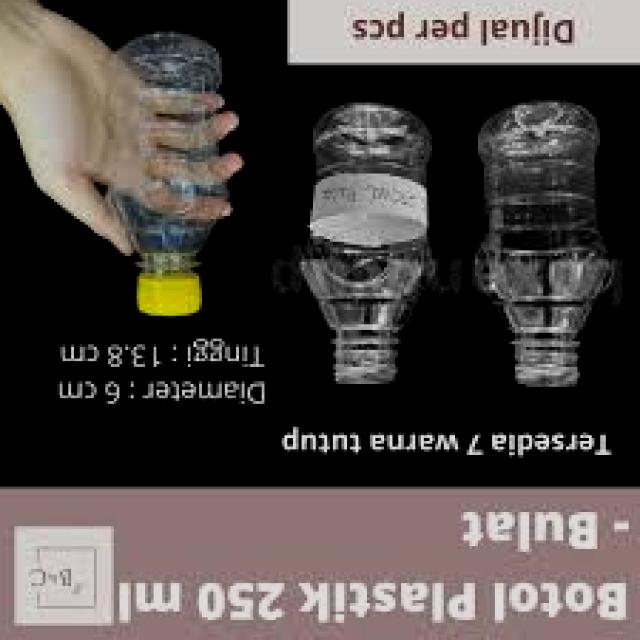 Botol Plastik 250 ml
- Bulat
Tersedia 7 warna tutup
Diameter : 6 cm
Tinggi : 13.8 cm
Dijual per pcs